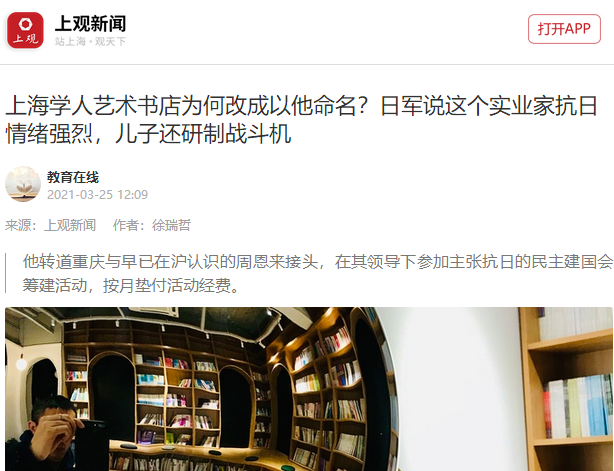 上观
上观新闻
站上海·观天下
打开APP
上海学人艺术书店为何改成以他命名？日军说这个实业家抗日
情绪强烈，儿子还研制战斗机
教育在线
2021-03-25 12:09
来源：上观新闻 作者：徐瑞哲
他转道重庆与早已在沪认识的周恩来接头，在其领导下参加主张抗日的民主建国会
筹建活动，按月垫付活动经费。